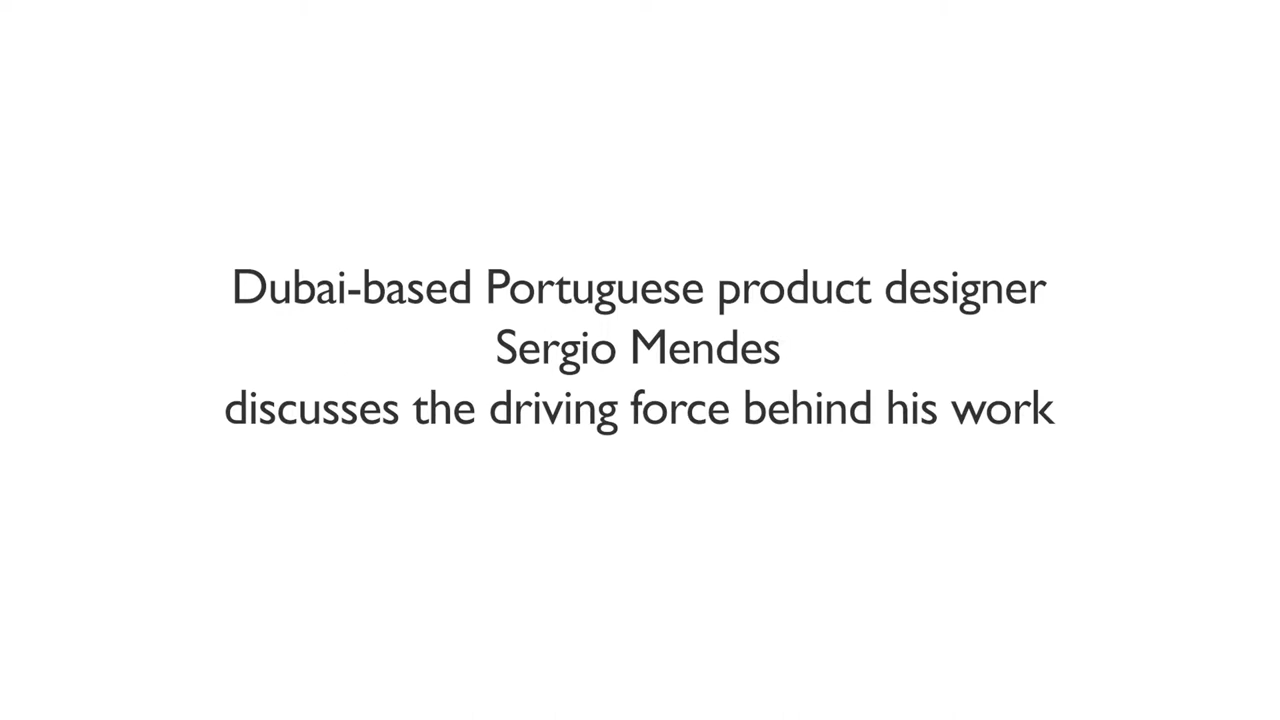 Dubai-based Portuguese product designer
Sergio Mendes
discusses the driving force behind his work